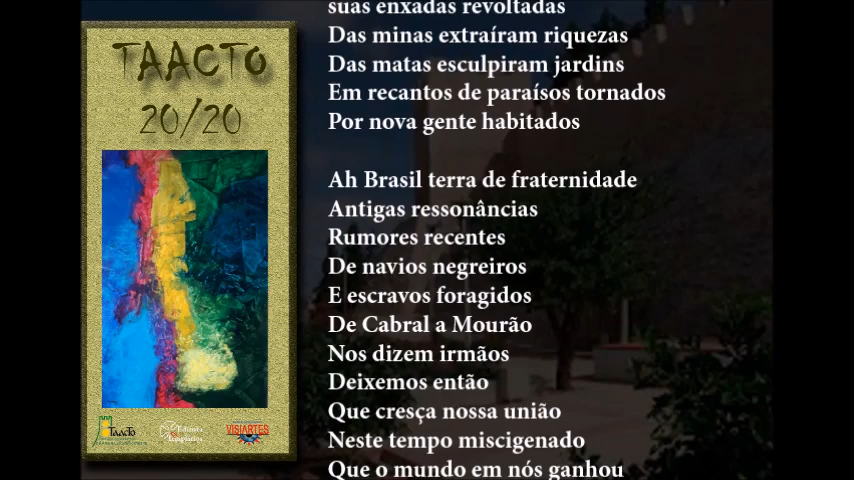 TAACTO
20/20
TAACTO
Editora
Templários
VISIARTES
suas enxadas revoltadas
Das minas extraíram riquezas
Das matas esculpiram jardins
Em recantos de paraísos tornados
Por nova gente habitados
Ah Brasil terra de fraternidade
Antigas ressonâncias
Rumores recentes
De navios negreiros
E escravos foragidos
De Cabral a Mourão
Nos dizem irmãos
Deixemos então
Que cresça nossa união
Neste tempo miscigenado
Que o mundo em nós ganhou